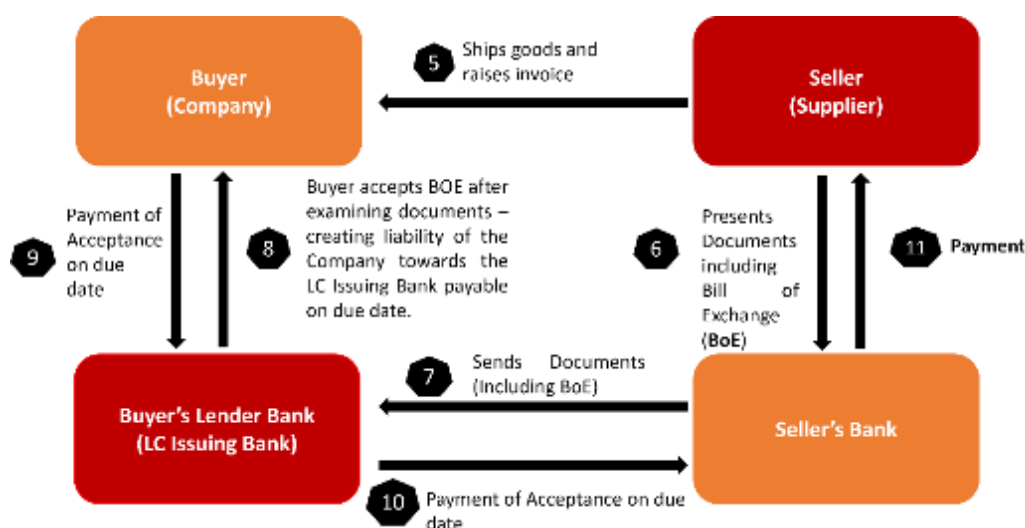 Buyer
(Company)
5
Ships goods and
raises invoice
Seller
(Supplier)
9
Payment of
Acceptance
on due
date
8
Buyer accepts BOE after
examining documents –
creating liability of the
Company towards the
LC Issuing Bank payable
on due date.
6
Presents
Documents
including
Bill of
Exchange
(BoE)
11
Payment
Buyer's Lender Bank
(LC Issuing Bank)
7
Sends Documents
(Including BoE)
Seller's Bank
10
Payment of Acceptance on due
date